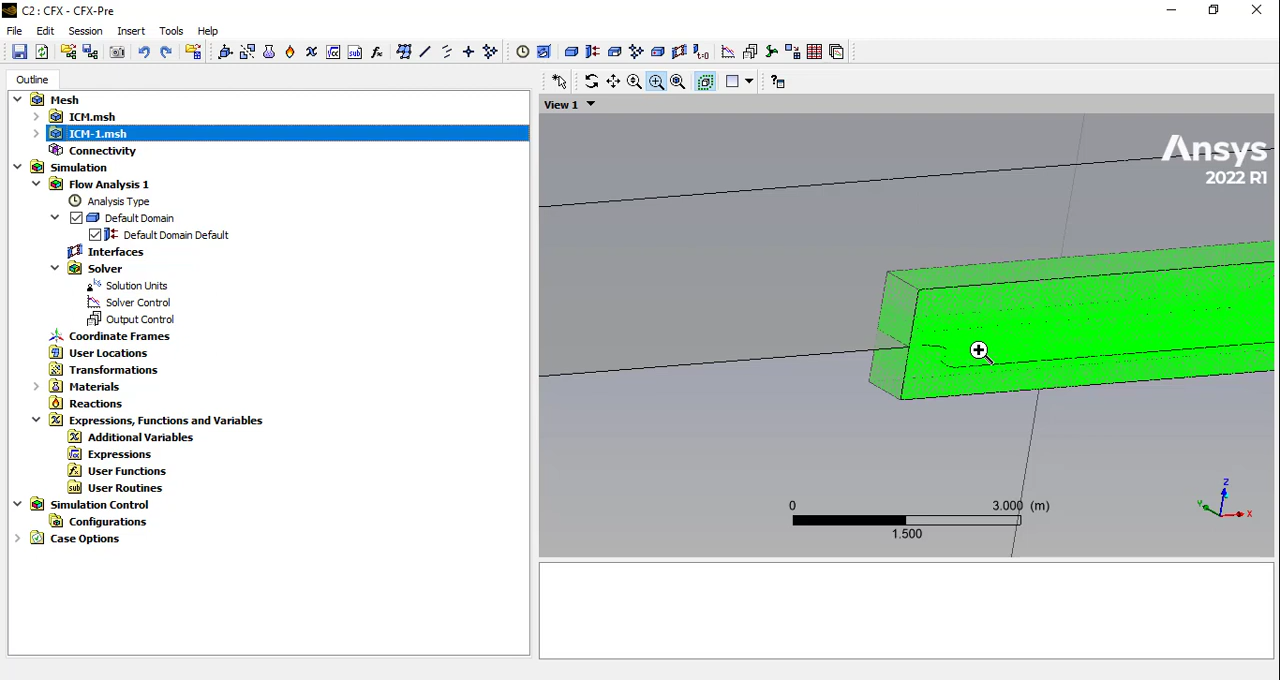 C2 : CFX - CFX-Pre
File Edit Session Insert Tools Help
Outline
Mesh
ICM.msh
ICM-1.msh
Connectivity
Simulation
Flow Analysis 1
Analysis Type
Default Domain
Default Domain Default
Interfaces
Solver
Solution Units
Solver Control
Output Control
Coordinate Frames
User Locations
Transformations
Materials
Reactions
Expressions, Functions and Variables
Additional Variables
Expressions
User Functions
User Routines
Simulation Control
Configurations
Case Options
View 1
Ansys
2022 R1
0 3.000 (m)
1.500
Z
Y
X